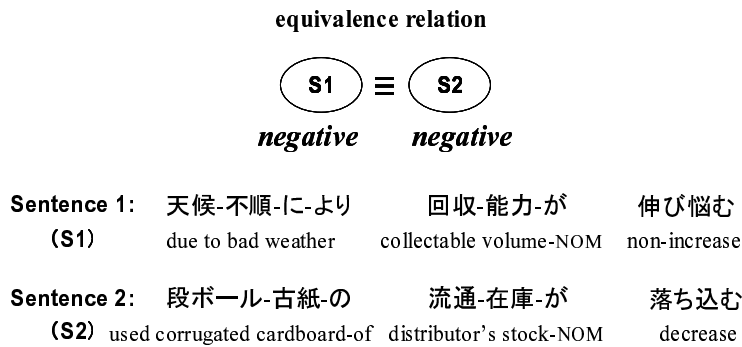 equivalence relation
S1 ≡ S2
negative negative
Sentence 1: 天候-不順-に-より 回収-能力-が 伸び悩む
(S1) due to bad weather collectable volume-NOM non-increase
Sentence 2: 段ボール-古紙-の 流通-在庫-が 落ち込む
(S2) used corrugated cardboard-of distributor's stock-NOM decrease